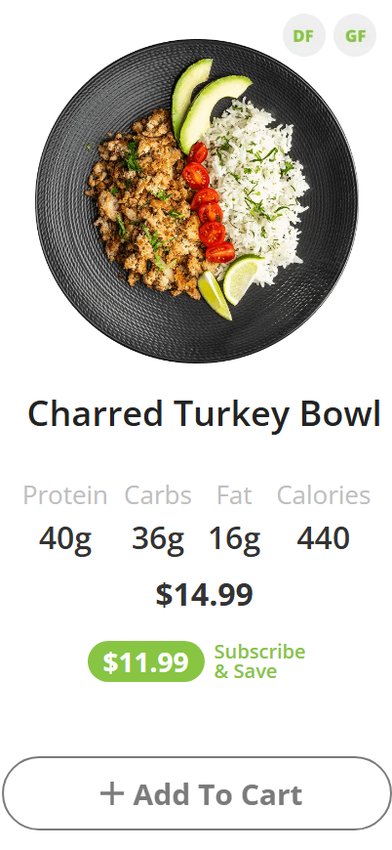 DF GF
Charred Turkey Bowl
Protein Carbs Fat Calories
40g 36g 16g 440
$14.99
$11.99 Subscribe
& Save
+ Add To Cart